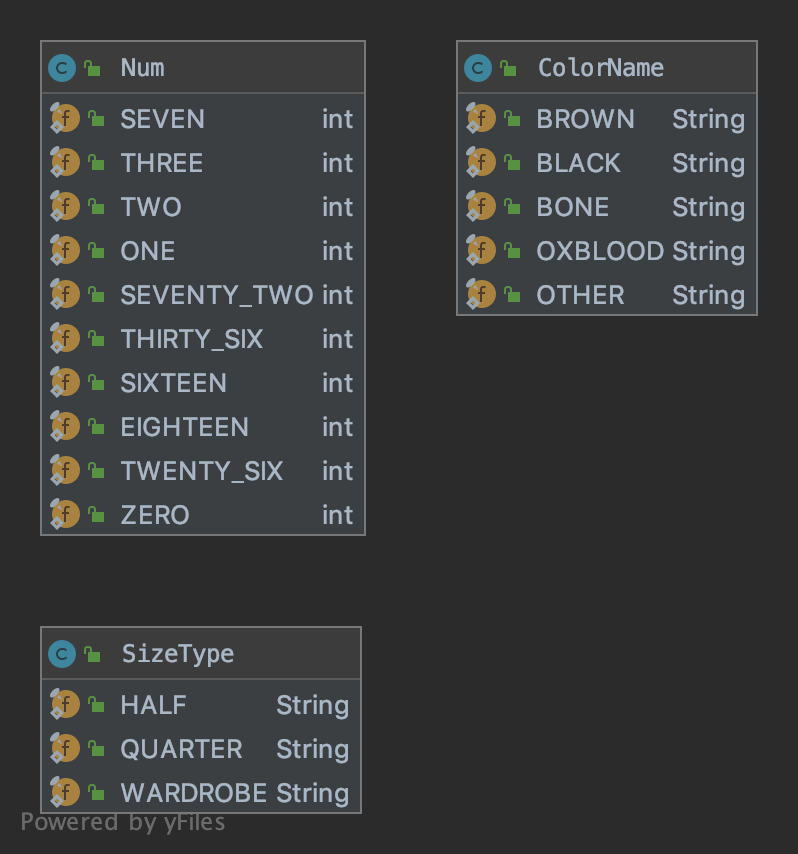 Num
SEVEN int
THREE int
TWO int
ONE int
SEVENTY_TWO int
THIRTY_SIX int
SIXTEEN int
EIGHTEEN int
TWENTY_SIX int
ZERO int
ColorName
BROWN String
BLACK String
BONE String
OXBLOOD String
OTHER String
SizeType
HALF String
QUARTER String
WARDROBE String
Powered by yFiles